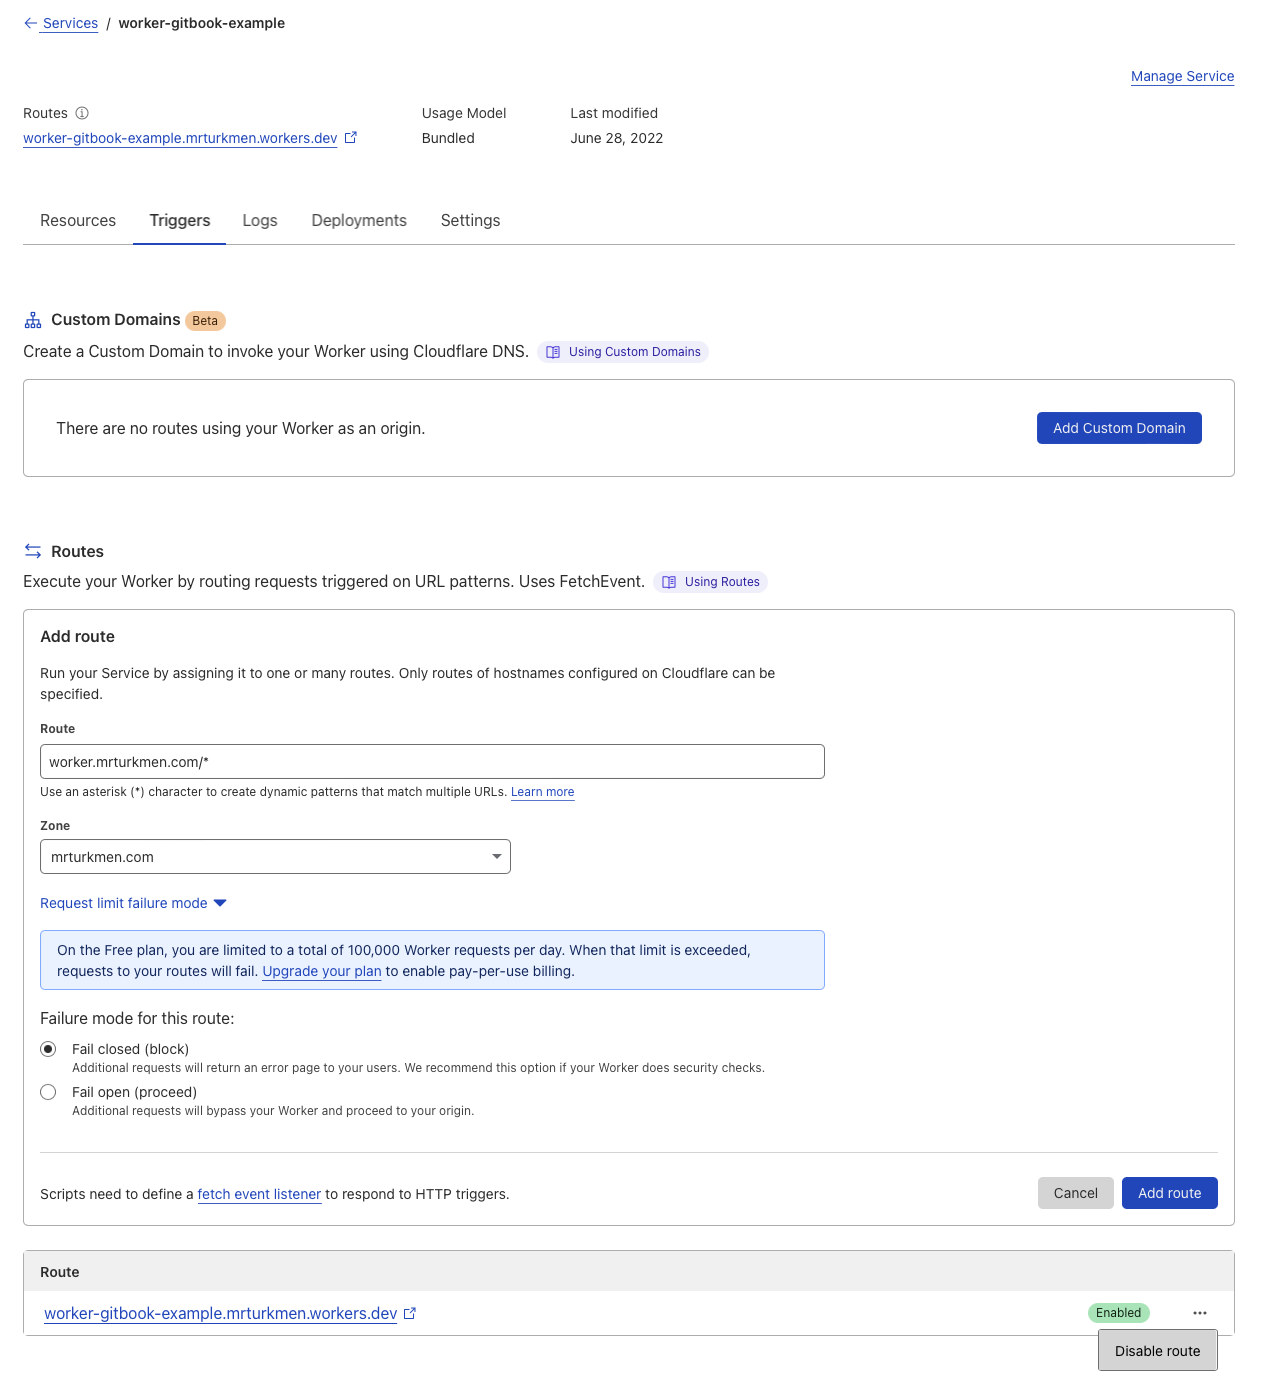 ← Services / worker-gitbook-example
Manage Service
Routes Usage Model Last modified
worker-gitbook-example.mrturkmen.workers.dev Bundled June 28, 2022
Resources Triggers Logs Deployments Settings
Custom Domains Beta
Create a Custom Domain to invoke your Worker using Cloudflare DNS. Using Custom Domains
There are no routes using your Worker as an origin. Add Custom Domain
Routes
Execute your Worker by routing requests triggered on URL patterns. Uses FetchEvent. Using Routes
Add route
Run your Service by assigning it to one or many routes. Only routes of hostnames configured on Cloudflare can be
specified.
Route
worker.mrturkmen.com/*
Use an asterisk (*) character to create dynamic patterns that match multiple URLs. Learn more
Zone
mrturkmen.com
Request limit failure mode
On the Free plan, you are limited to a total of 100,000 Worker requests per day. When that limit is exceeded,
requests to your routes will fail. Upgrade your plan to enable pay-per-use billing.
Failure mode for this route:
Fail closed (block)
Additional requests will return an error page to your users. We recommend this option if your Worker does security checks.
Fail open (proceed)
Additional requests will bypass your Worker and proceed to your origin.
Scripts need to define a fetch event listener to respond to HTTP triggers. Cancel Add route
Route
worker-gitbook-example.mrturkmen.workers.dev Enabled ...
Disable route